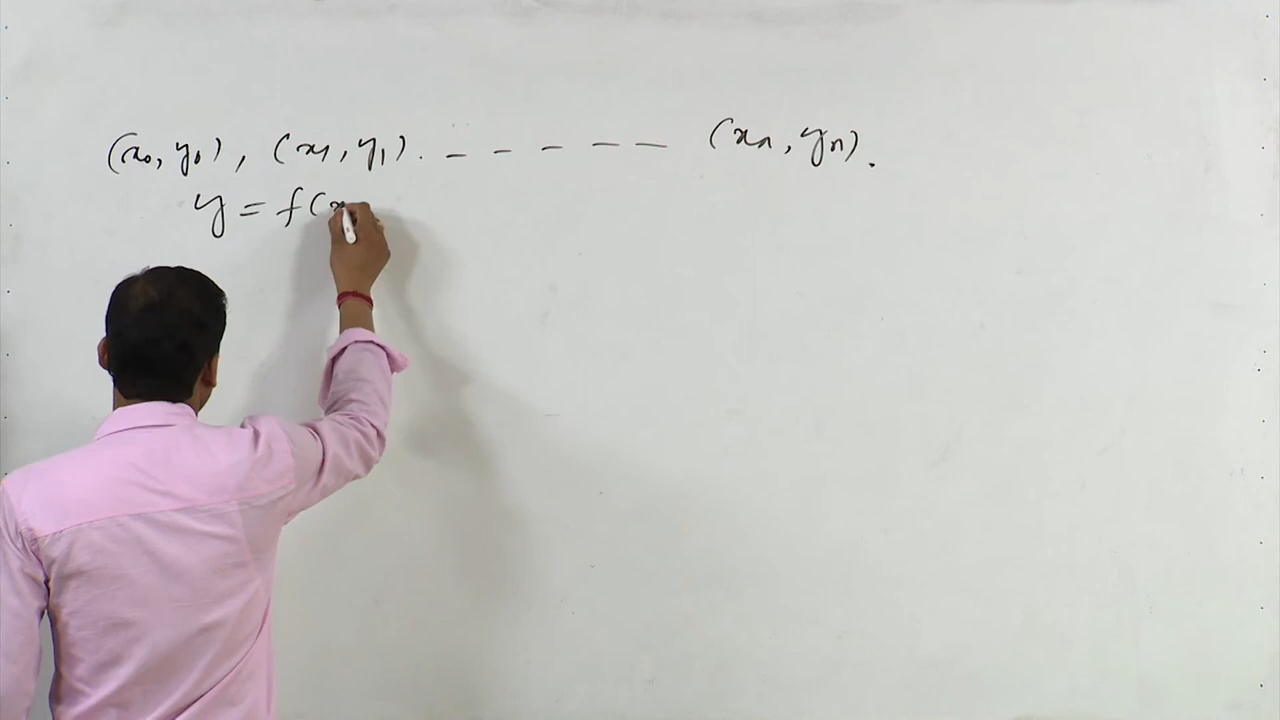 (x₀, y₀), (x₁, y₁). ‒ ‒ ‒ ‒ ‒ (xₙ, yₙ).
y = f(x